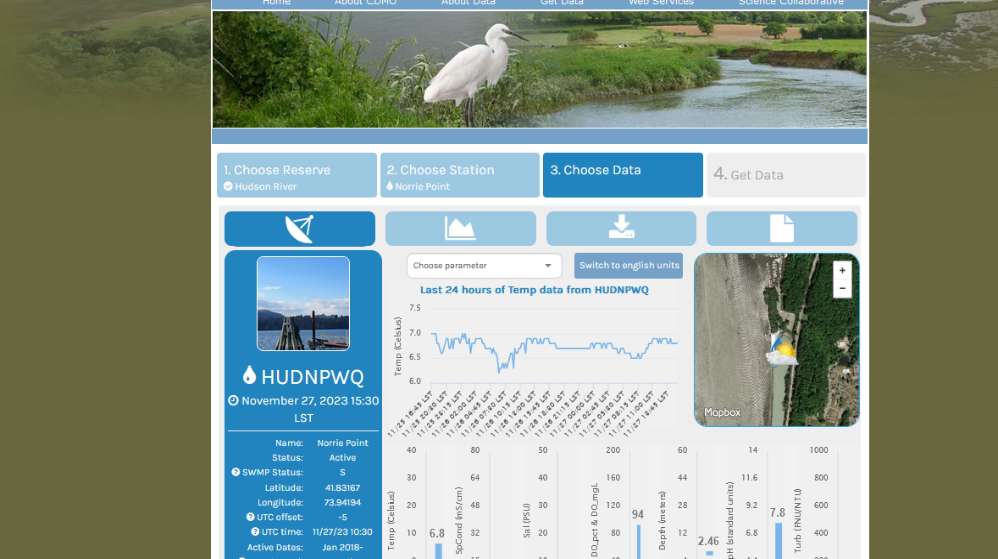 Home About CDMO About Data Get Data Web Services Science Collaborative
1. Choose Reserve
Hudson River
2. Choose Station
Norrie Point
3. Choose Data
4. Get Data
Choose parameter
Switch to english units
+
−
Last 24 hours of Temp data from HUDNPWQ
7.5
7.0
6.5
6.0
Temp (Celsius)
Mapbox
HUDNPWQ
November 27, 2023 15:30
LST
Name: Norrie Point
Status: Active
SWMP Status: S
Latitude: 41.83167
Longitude: 73.94194
UTC offset: -5
UTC time: 11/27/23 10:30
Active Dates: Jan 2018-
40 80 50 200 60 14 1000
30 64 40 160 44 11.6 800
20 48 30 120 28 9.2 600
10 32 20 80 12 6.8 400
Temp (Celsius)
SpCond (mS/cm)
Sal (PSU)
DO_pct & DO_mgL
Depth (meters)
pH (standard units)
Turb (FNU/NTU)
6.8
94
2.46
7.8